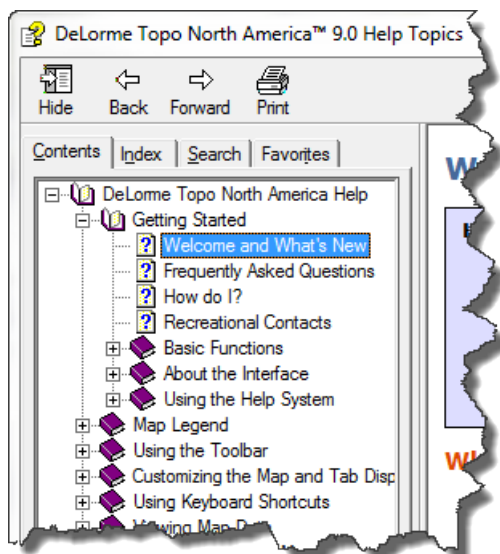 DeLorme Topo North America™ 9.0 Help Topics
Hide Back Forward Print
Contents Index Search Favorites
DeLorme Topo North America Help
Getting Started
Welcome and What's New
Frequently Asked Questions
How do I?
Recreational Contacts
Basic Functions
About the Interface
Using the Help System
Map Legend
Using the Toolbar
Customizing the Map and Tab Disp
Using Keyboard Shortcuts
Viewing Map